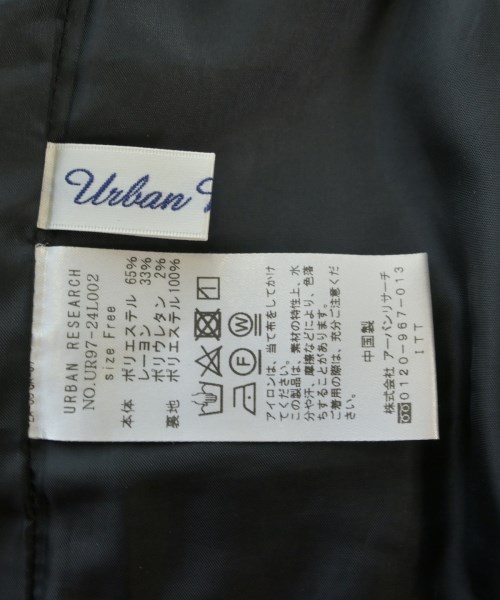 Urban
URBAN RESEARCH
NO.UR97-24L002
size Free
本体 ポリエステル 65%
レーヨン 33%
ポリウレタン 2%
裏地 ポリエステル 100%
アイロンは、当て布をしてかけ
てください。
この製品は、素材の特性上、水
分や汗、摩擦などにより、色落
ちすることがあります。
ご着用の際は、充分ご注意くだ
さい。
中国製
株式会社 アーバンリサーチ
0120-967-013
ITT